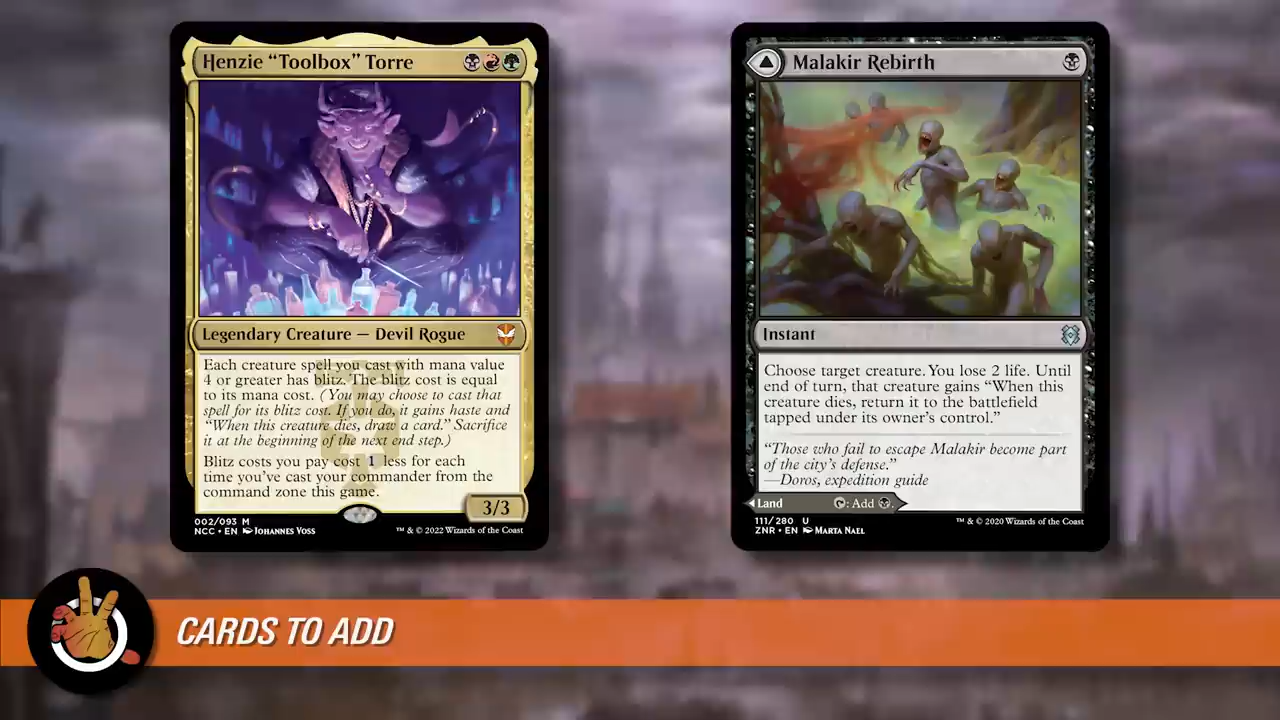 Henzie "Toolbox" Torre
Legendary Creature — Devil Rogue
Each creature spell you cast with mana value
4 or greater has blitz. The blitz cost is equal
to its mana cost. (You may choose to cast that
spell for its blitz cost. If you do, it gains haste and
"When this creature dies, draw a card." Sacrifice
it at the beginning of the next end step.)
Blitz costs you pay cost 1 less for each
time you've cast your commander from the
command zone this game.
3/3
002/093 M
NCC • EN Johannes Voss
™ & © 2022 Wizards of the Coast
Malakir Rebirth
Instant
Choose target creature. You lose 2 life. Until
end of turn, that creature gains "When this
creature dies, return it to the battlefield
tapped under its owner's control."
"Those who fail to escape Malakir become part
of the city's defense."
—Doros, expedition guide
Land : Add .
111/280 U
ZNR • EN Marta Nael
™ & © 2020 Wizards of the Coast
CARDS TO ADD